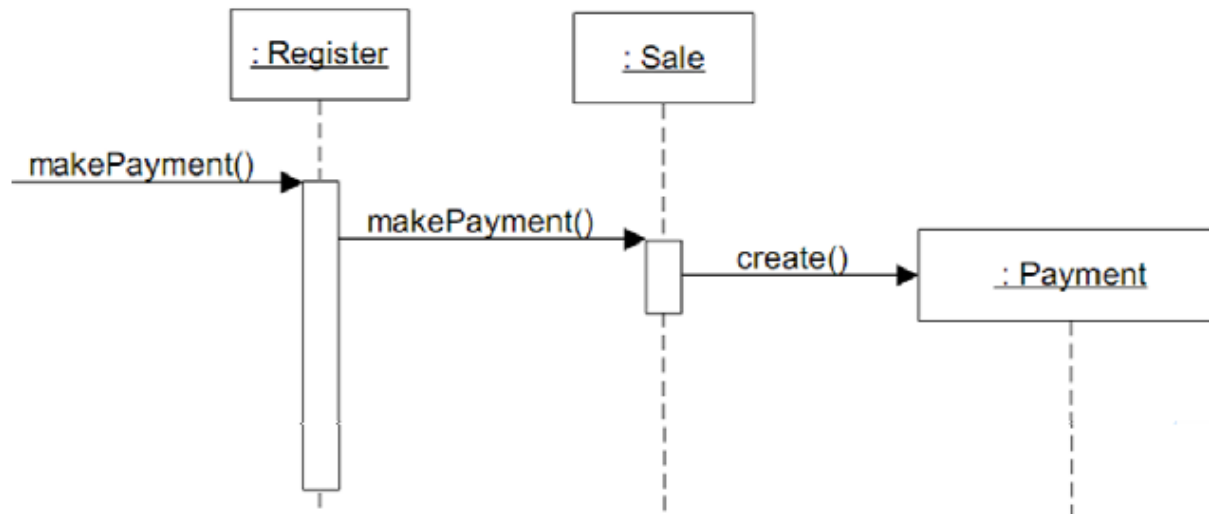 : Register
: Sale
makePayment()
makePayment()
create()
: Payment